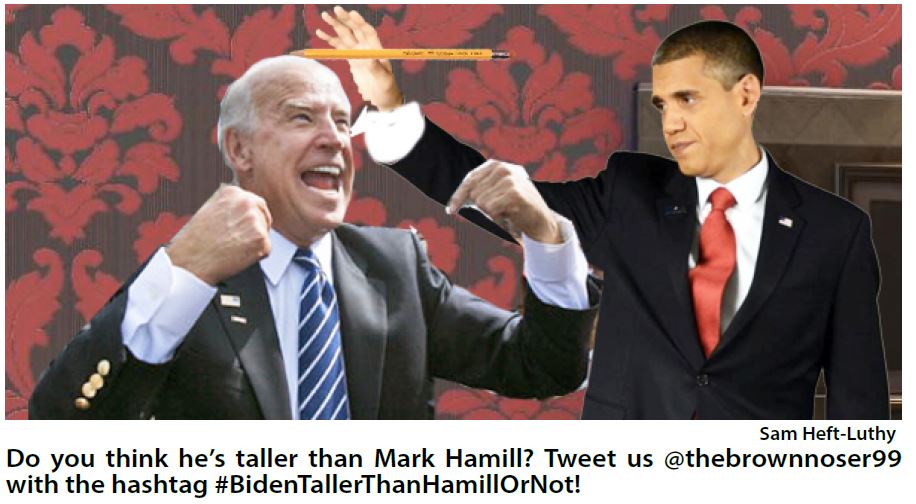 Sam Heft-Luthy
Do you think he's taller than Mark Hamill? Tweet us @thebrownnoser99
with the hashtag #BidenTallerThanHamillOrNot!